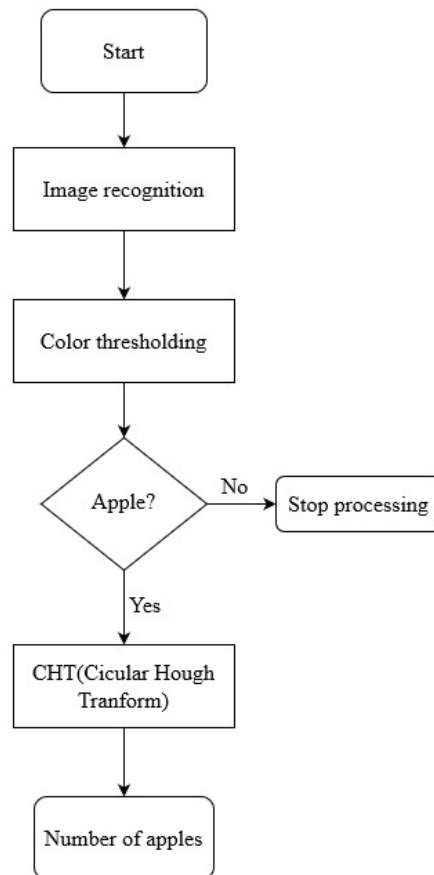 Start
Image recognition
Color thresholding
Apple?
No
Stop processing
Yes
CHT(Cicular Hough
Tranform)
Number of apples